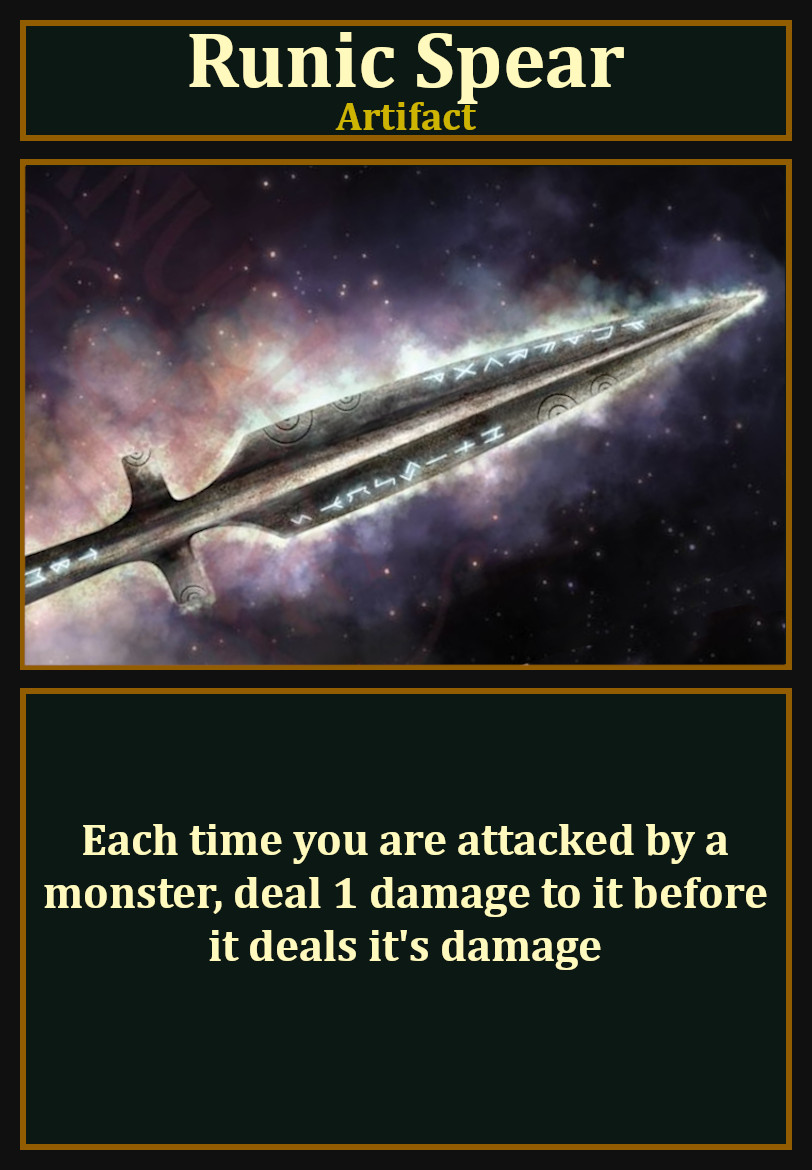 Runic Spear
Artifact
Each time you are attacked by a
monster, deal 1 damage to it before
it deals it's damage